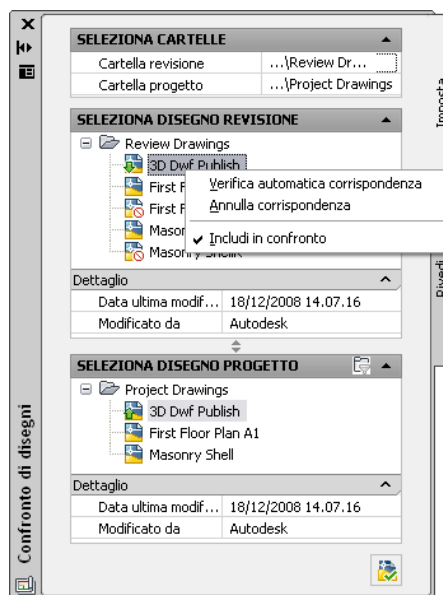 SELEZIONA CARTELLE
Cartella revisione ...\Review Dr...
Cartella progetto ...\Project Drawings
SELEZIONA DISEGNO REVISIONE
Review Drawings
3D Dwf Publish
First F
First F
Mason
Masonry Shellx
Verifica automatica corrispondenza
Annulla corrispondenza
Includi in confronto
Dettaglio
Data ultima modif... 18/12/2008 14.07.16
Modificato da Autodesk
SELEZIONA DISEGNO PROGETTO
Project Drawings
3D Dwf Publish
First Floor Plan A1
Masonry Shell
Dettaglio
Data ultima modif... 18/12/2008 14.07.16
Modificato da Autodesk
Confronto di disegni
Imposta
Rivedi